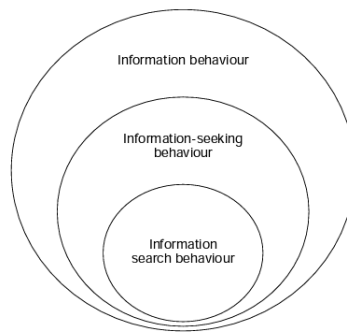 Information behaviour
Information-seeking
behaviour
Information
search behaviour